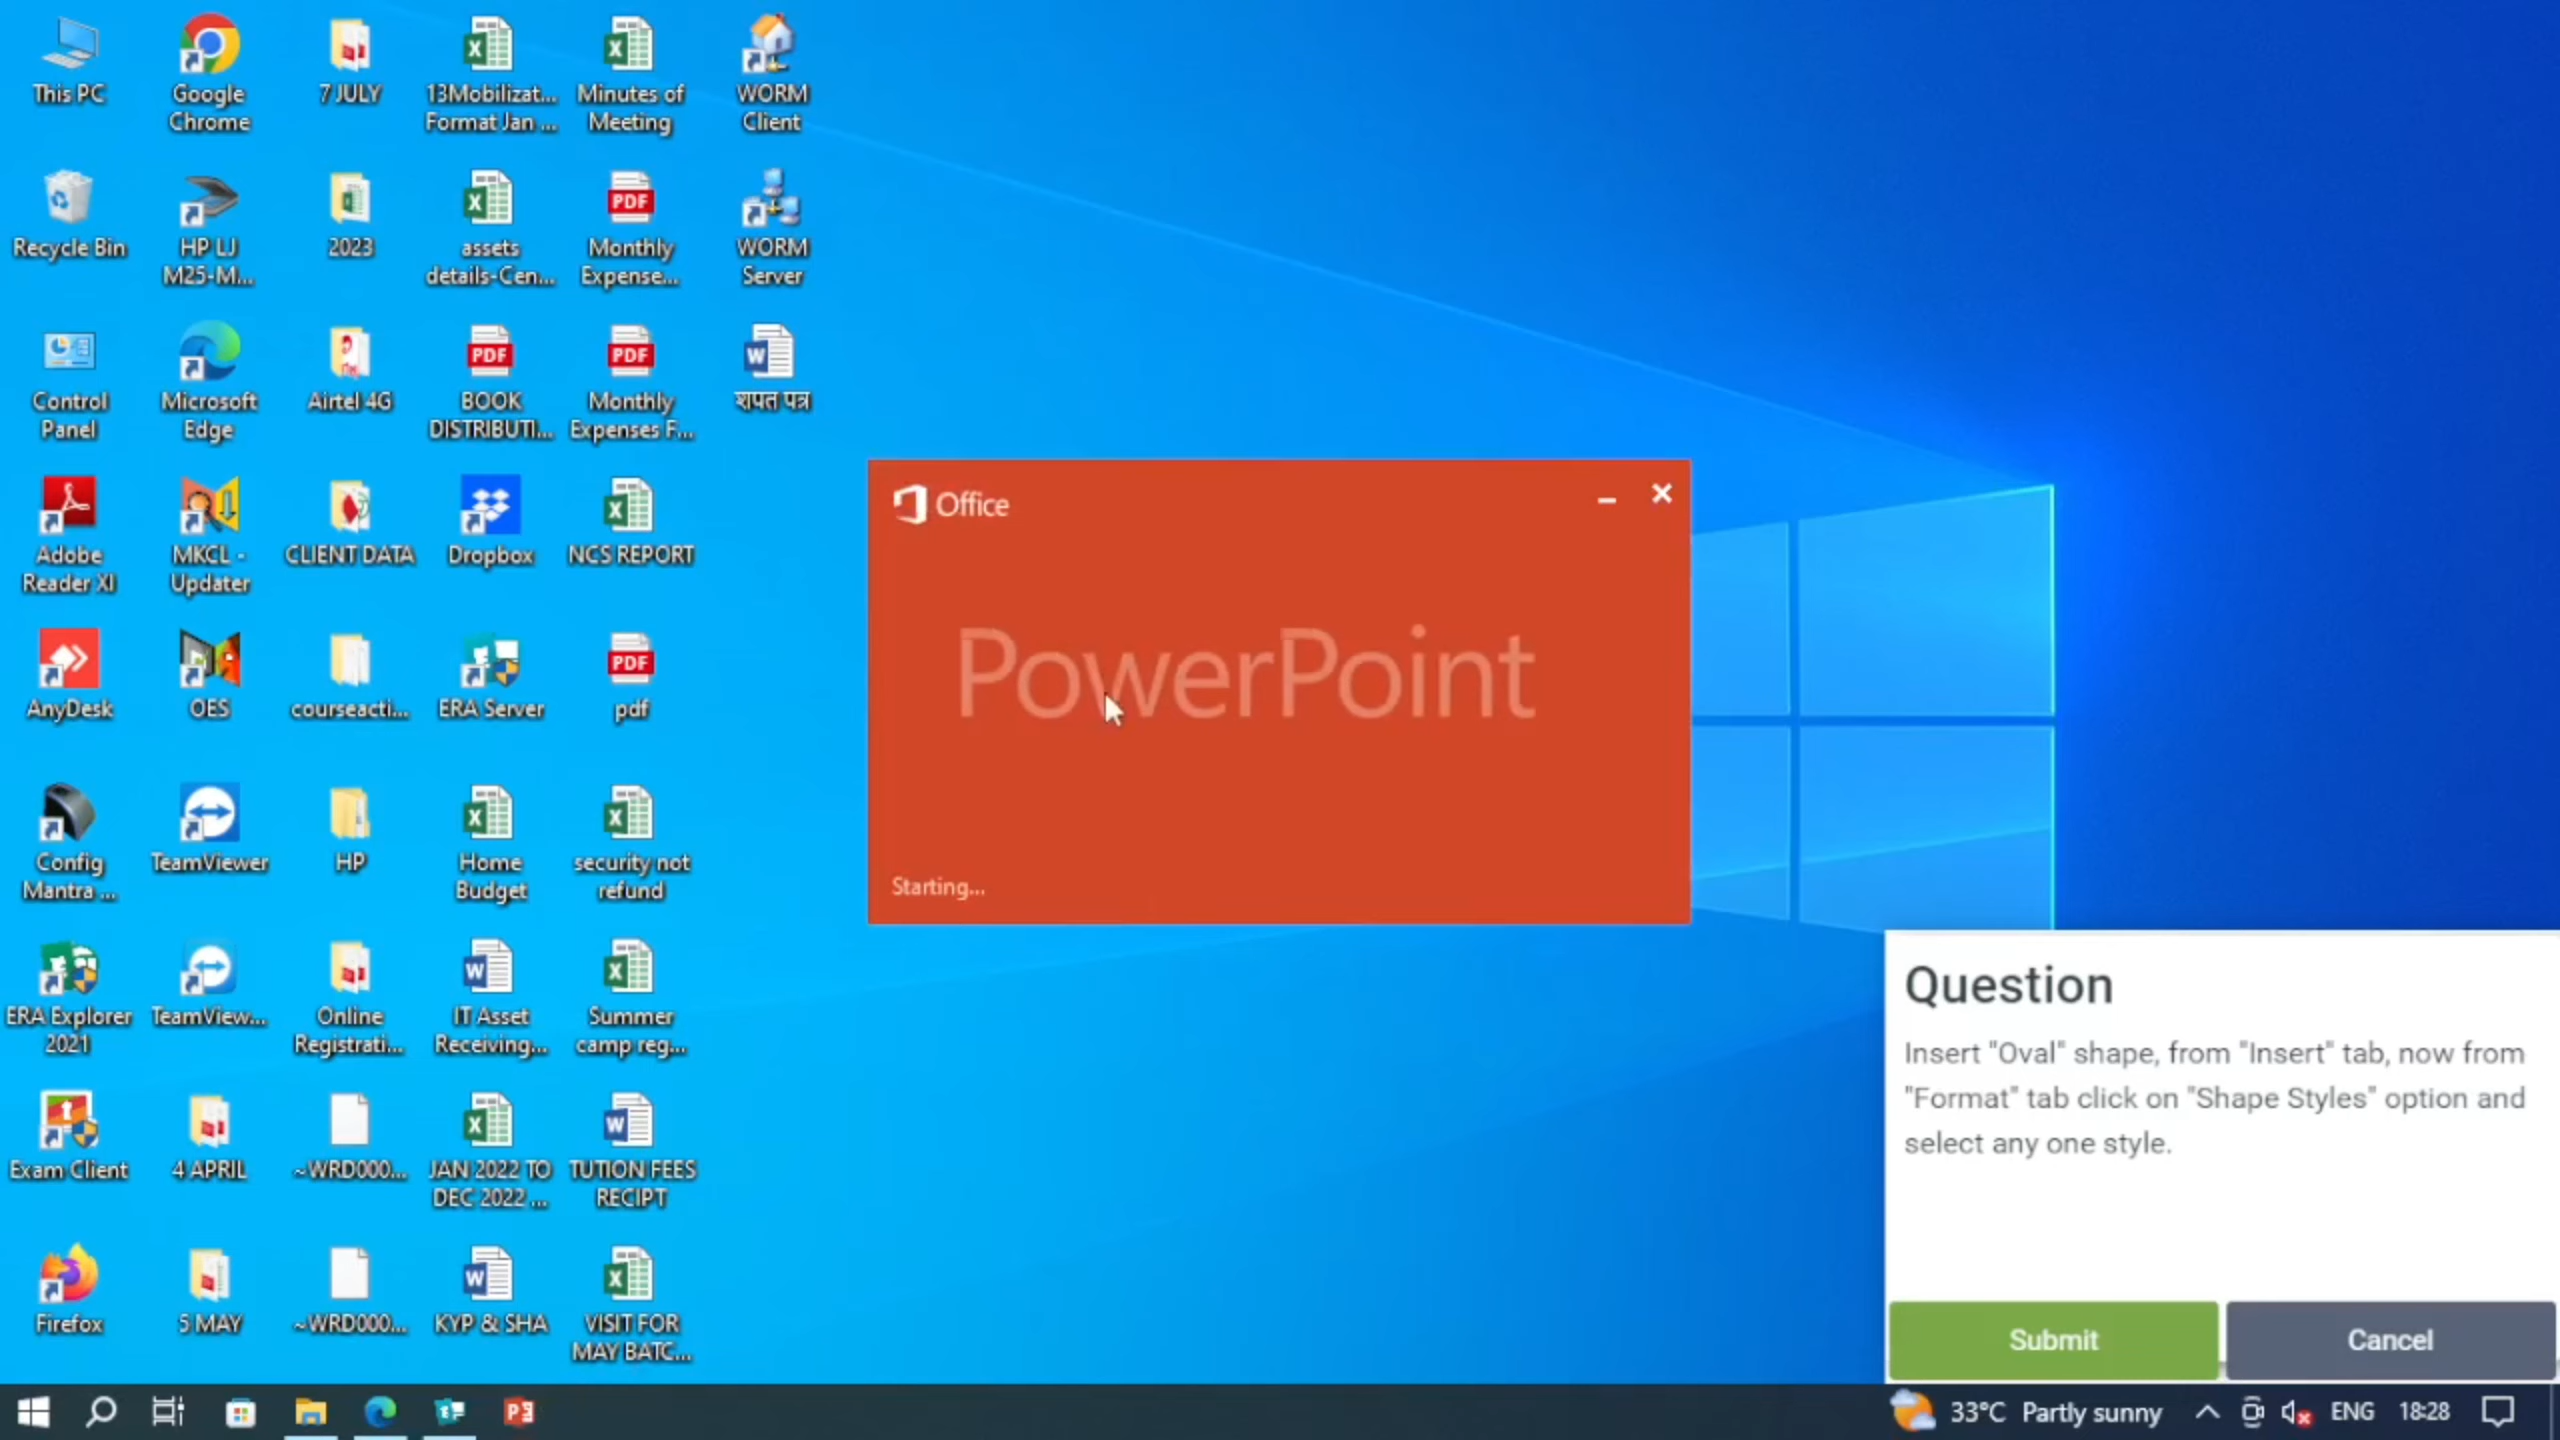 This PC
Google
Chrome
7 JULY
13Mobilizat...
Format Jan ...
Minutes of
Meeting
WORM
Client
Recycle Bin
HP LJ
M25-M...
2023
assets
details-Cen...
Monthly
Expense...
WORM
Server
Control
Panel
Microsoft
Edge
Airtel 4G
BOOK
DISTRIBUTI...
Monthly
Expenses F...
शपत पत्र
Adobe
Reader XI
MKCL -
Updater
CLIENT DATA
Dropbox
NCS REPORT
AnyDesk
OES
courseacti...
ERA Server
pdf
Config
Mantra ...
TeamViewer
HP
Home
Budget
security not
refund
ERA Explorer
2021
TeamView...
Online
Registrati...
IT Asset
Receiving...
Summer
camp reg...
Exam Client
4 APRIL
~WRD000...
JAN 2022 TO
DEC 2022 ...
TUTION FEES
RECIPT
Firefox
5 MAY
~WRD000...
KYP & SHA
VISIT FOR
MAY BATC...
PDF
PDF
PDF
PDF
Office
PowerPoint
Starting...
Question
Insert "Oval" shape, from "Insert" tab, now from
"Format" tab click on "Shape Styles" option and
select any one style.
Submit
Cancel
33°C Partly sunny
ENG
18:28